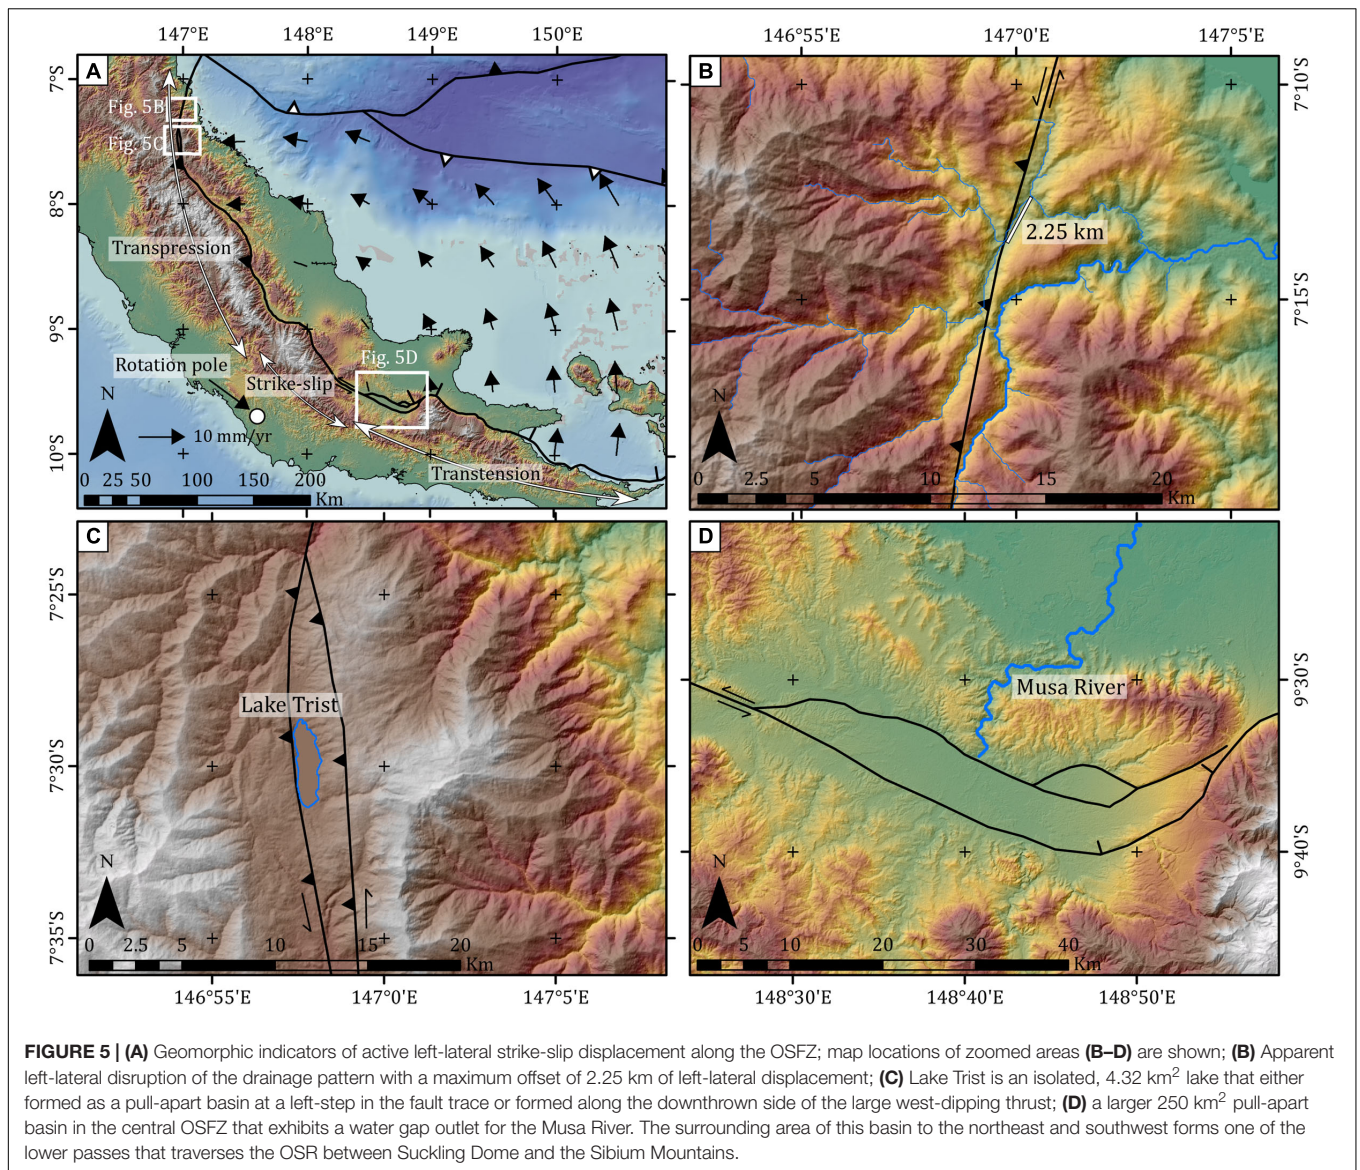 147°E 148°E 149°E 150°E
146°55'E 147°0'E 147°5'E
A
B
7°S
8°S
9°S
10°S
Fig. 5B
Fig. 5C
Transpression
Rotation pole
Strike-slip
Fig. 5D
Transtension
N
10 mm/yr
0 25 50 100 150 200
Km
2.25 km
7°10'S
7°15'S
N
0 2.5 5 10 15 20
Km
C
D
7°25'S
7°30'S
7°35'S
Lake Trist
N
0 2.5 5 10 15 20
Km
146°55'E 147°0'E 147°5'E
Musa River
9°30'S
9°40'S
N
0 5 10 20 30 40
Km
148°30'E 148°40'E 148°50'E
FIGURE 5 | (A) Geomorphic indicators of active left-lateral strike-slip displacement along the OSFZ; map locations of zoomed areas (B–D) are shown; (B) Apparent
left-lateral disruption of the drainage pattern with a maximum offset of 2.25 km of left-lateral displacement; (C) Lake Trist is an isolated, 4.32 km² lake that either
formed as a pull-apart basin at a left-step in the fault trace or formed along the downthrown side of the large west-dipping thrust; (D) a larger 250 km² pull-apart
basin in the central OSFZ that exhibits a water gap outlet for the Musa River. The surrounding area of this basin to the northeast and southwest forms one of the
lower passes that traverses the OSR between Suckling Dome and the Sibium Mountains.